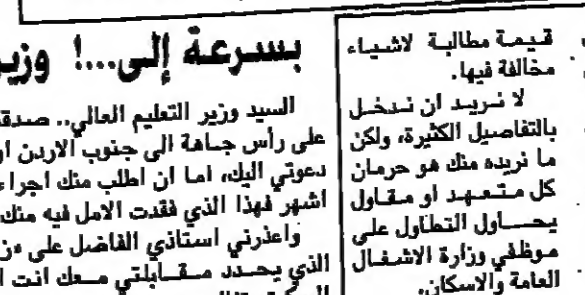 قيمة مطالبة لاشياء
مخالفة فيها.
لا نريد ان ندخل
بالتفاصيل الكثيرة، ولكن
ما نريده منك هو حرمان
كل متعهد او مقاول
يحاول التطاول على
موظفي وزارة الاشغال
العامة والاسكان.
بسرعة إلى...! وزير
السيد وزير التعليم العالي.. صدقن
على رأس جاهة الى جنوب الاردن او
دعوتي اليك، اما ان اطلب منك اجراء
اشهر فهذا الذي فقدت الامل فيه منك
واعذرني استاذي الفاضل على
الذي يحدد مقابلتي معك انت ا